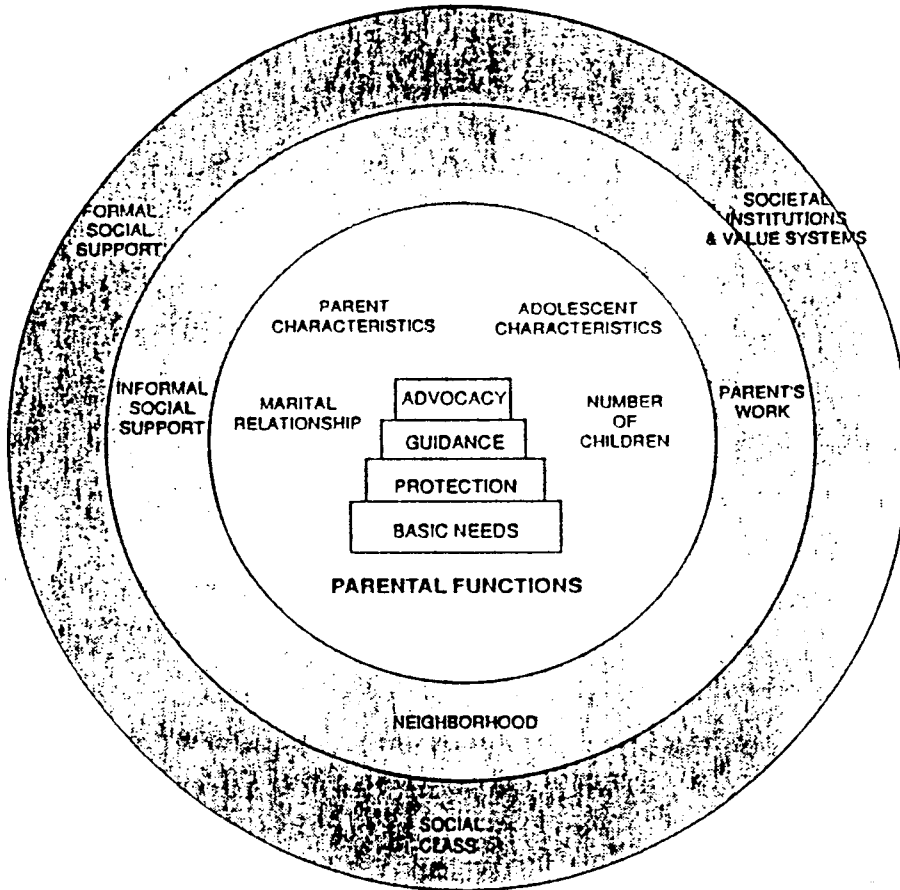 FORMAL
SOCIAL
SUPPORT
SOCIETAL
INSTITUTIONS
& VALUE SYSTEMS
PARENT
CHARACTERISTICS
ADOLESCENT
CHARACTERISTICS
INFORMAL
SOCIAL
SUPPORT
MARITAL
RELATIONSHIP
ADVOCACY
GUIDANCE
PROTECTION
BASIC NEEDS
NUMBER
OF
CHILDREN
PARENT'S
WORK
PARENTAL FUNCTIONS
NEIGHBORHOOD
SOCIAL
CLASS